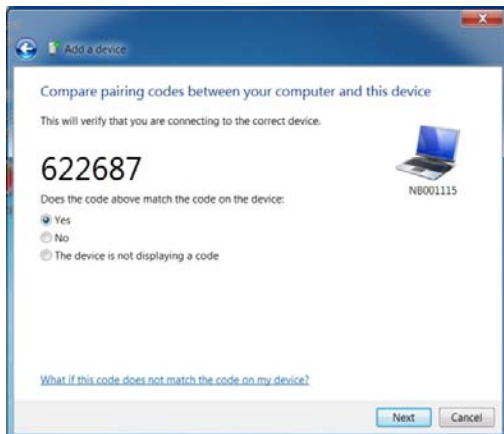 Add a device
Compare pairing codes between your computer and this device
This will verify that you are connecting to the correct device.
622687
NB001115
Does the code above match the code on the device:
Yes
No
The device is not displaying a code
What if this code does not match the code on my device?
Next Cancel